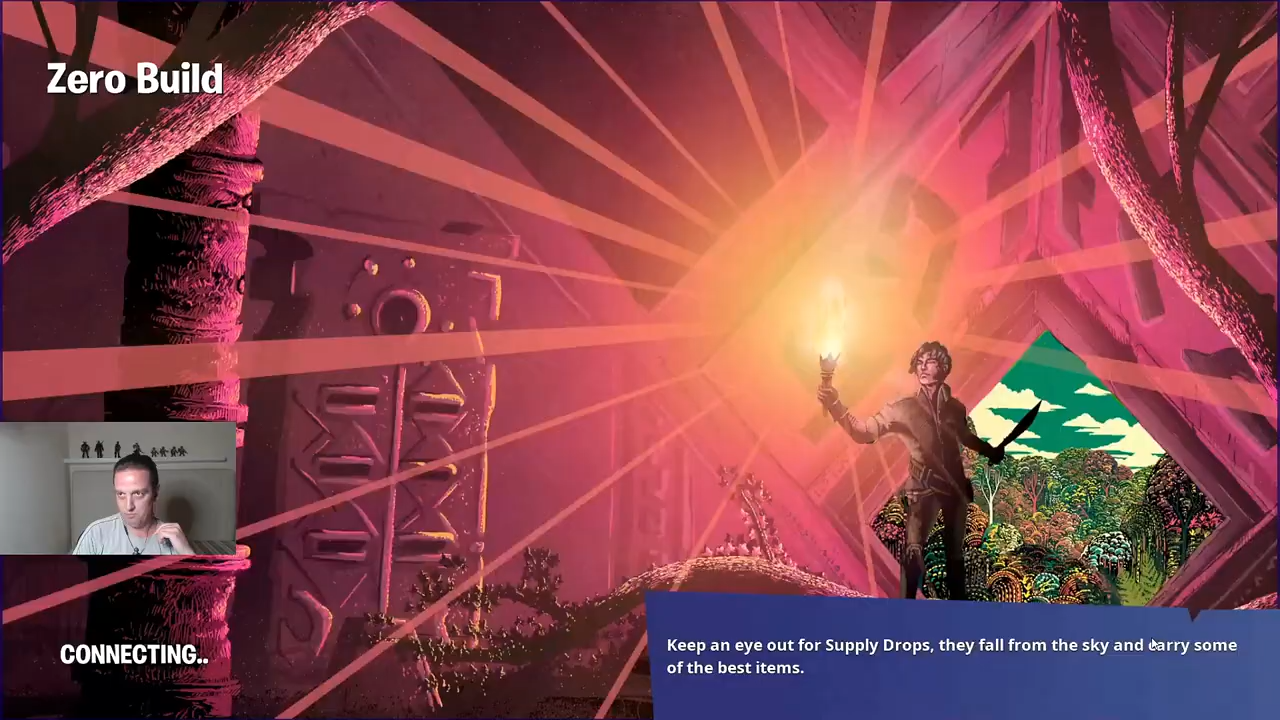 Zero Build
CONNECTING..
Keep an eye out for Supply Drops, they fall from the sky and carry some
of the best items.